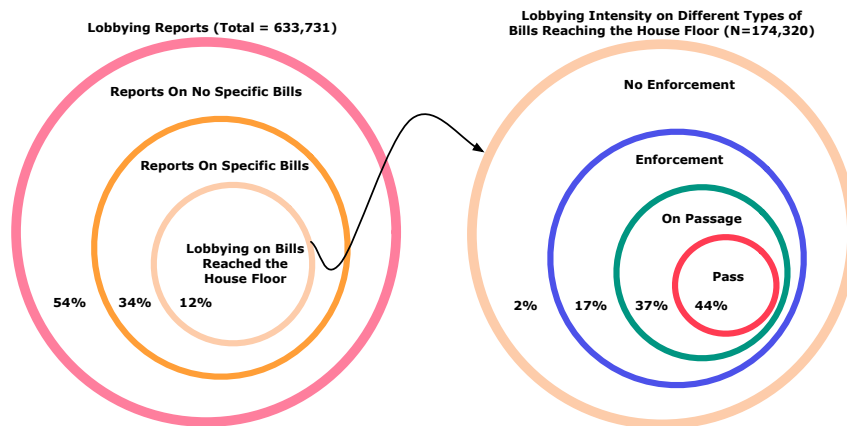 Lobbying Reports (Total = 633,731)
Reports On No Specific Bills
Reports On Specific Bills
Lobbying on Bills
Reached the
House Floor
54%
34%
12%
Lobbying Intensity on Different Types of
Bills Reaching the House Floor (N=174,320)
No Enforcement
Enforcement
On Passage
Pass
2%
17%
37%
44%